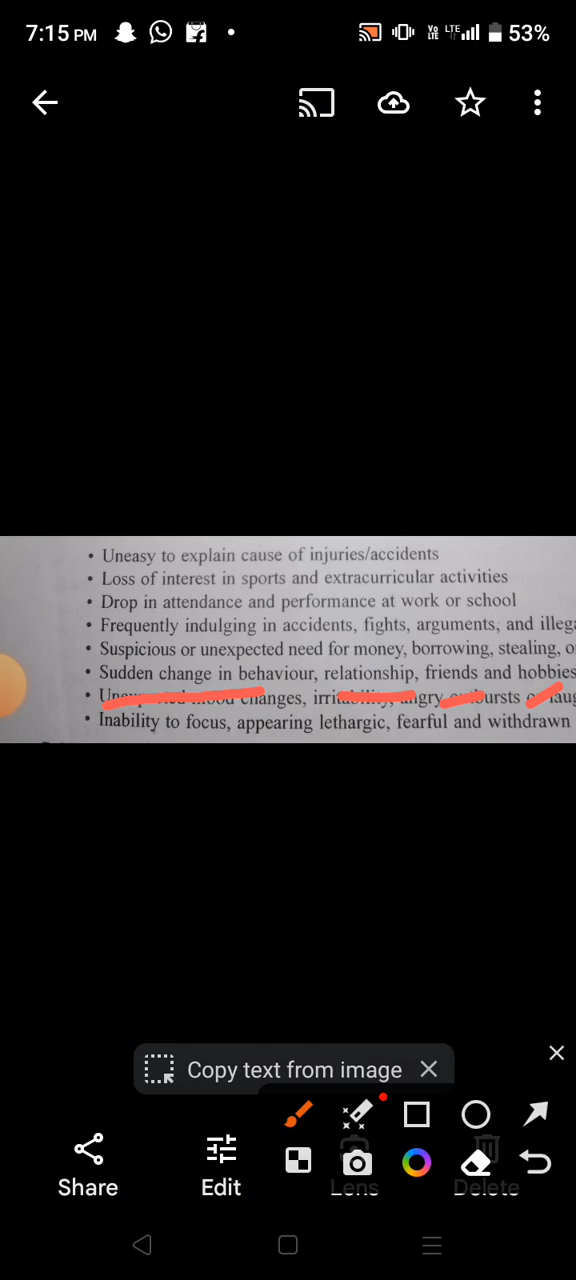 7:15 PM
VoLTE LTE 53%
• Uneasy to explain cause of injuries/accidents
• Loss of interest in sports and extracurricular activities
• Drop in attendance and performance at work or school
• Frequently indulging in accidents, fights, arguments, and illega
• Suspicious or unexpected need for money, borrowing, stealing, o
• Sudden change in behaviour, relationship, friends and hobbies
• changes, angry
• Inability to focus, appearing lethargic, fearful and withdrawn
Copy text from image
Share Edit Lens Delete